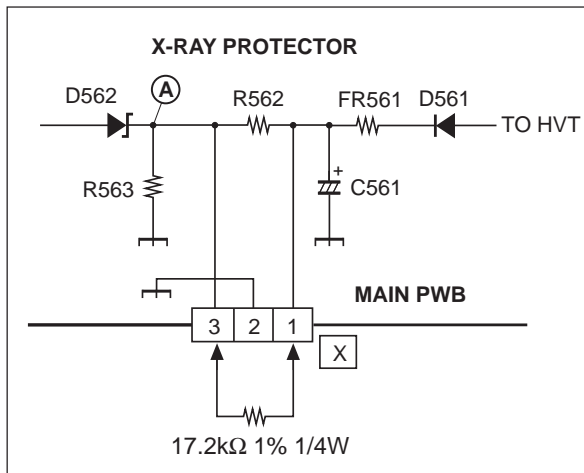 X-RAY PROTECTOR
D562
A
R562
FR561
D561
TO HVT
R563
+
C561
MAIN PWB
3 2 1
X
17.2kΩ 1% 1/4W